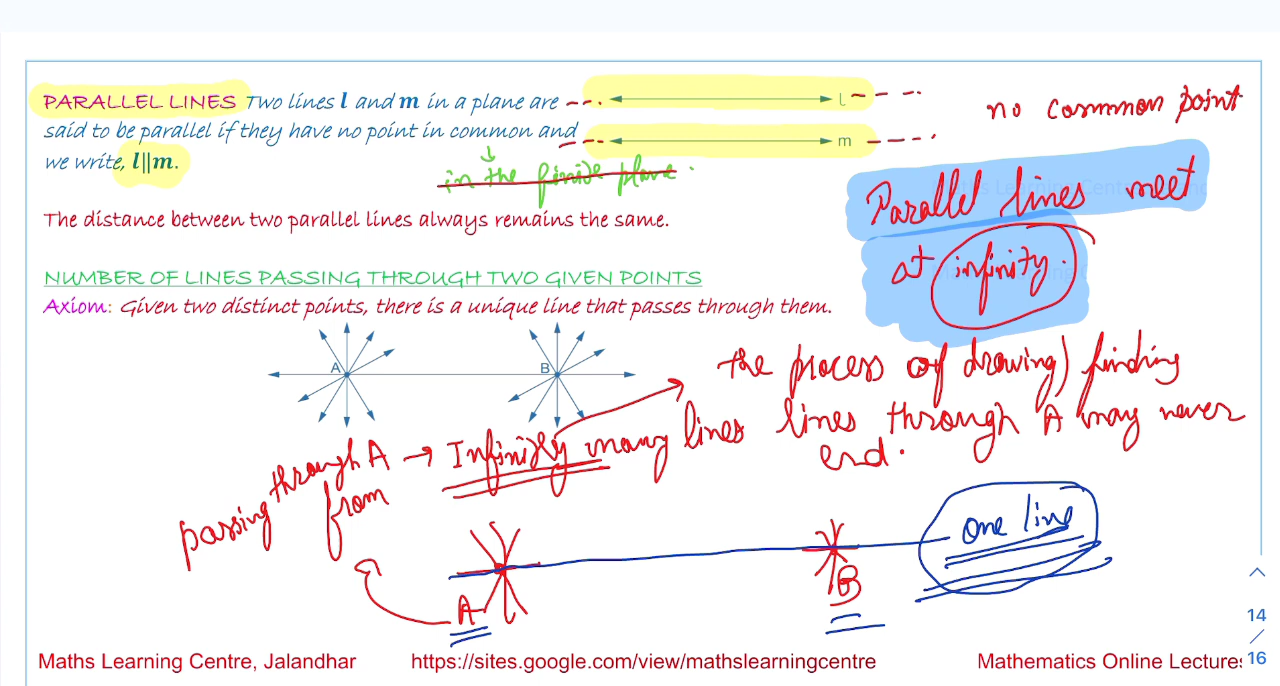 PARALLEL LINES Two lines l and m in a plane are
said to be parallel if they have no point in common and
we write, l||m.
l
m
no common point
in the finite plane.
Parallel lines meet
at infinity.
The distance between two parallel lines always remains the same.
NUMBER OF LINES PASSING THROUGH TWO GIVEN POINTS
Axiom: Given two distinct points, there is a unique line that passes through them.
A
B
the process of drawing/finding
lines through A may never
end.
passing through A → Infinitely many lines
from
A
B
one line
14
/
16
Maths Learning Centre, Jalandhar
https://sites.google.com/view/mathslearningcentre
Mathematics Online Lectures